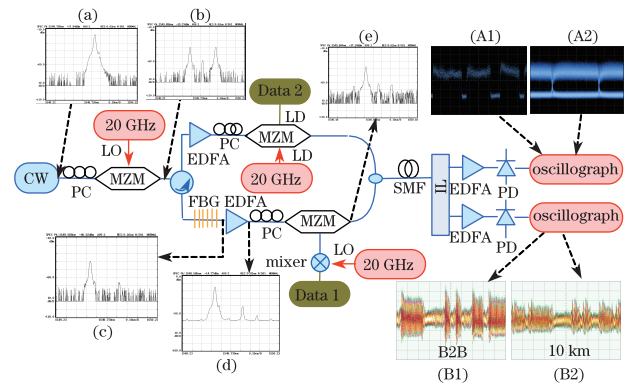 (a)
(b)
(e)
(A1)
(A2)
Data 2
20 GHz
LO
LD
PC
MZM
LD
EDFA
20 GHz
CW
PC
MZM
FBG
EDFA
PC
MZM
SMF
IL
EDFA
PD
oscillograph
EDFA
PD
oscillograph
LO
mixer
20 GHz
Data 1
(c)
(d)
B2B
10 km
(B1)
(B2)